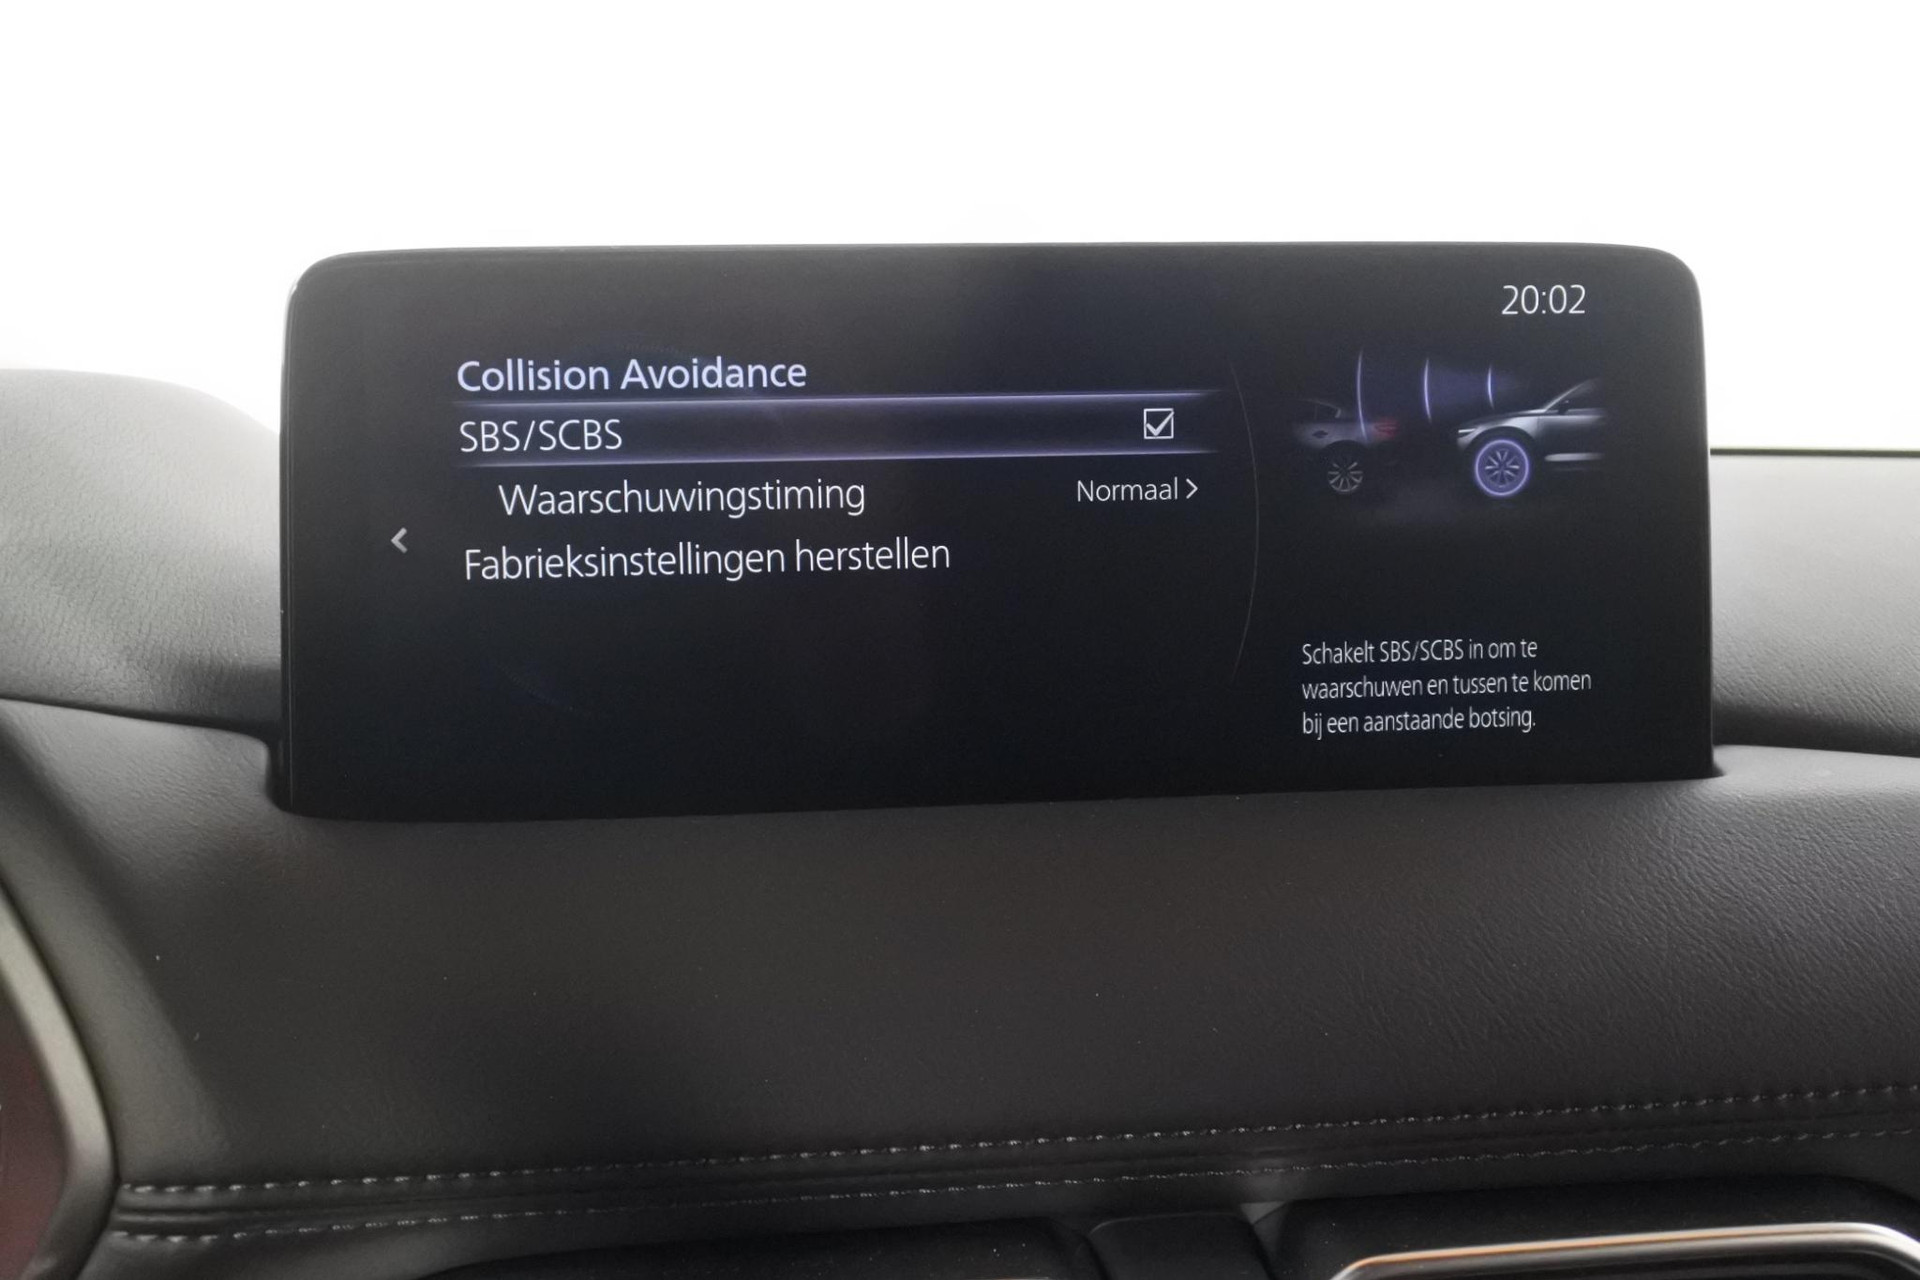 20:02
Collision Avoidance
SBS/SCBS
Waarschuwingstiming Normaal >
Fabrieksinstellingen herstellen
Schakelt SBS/SCBS in om te
waarschuwen en tussen te komen
bij een aanstaande botsing.